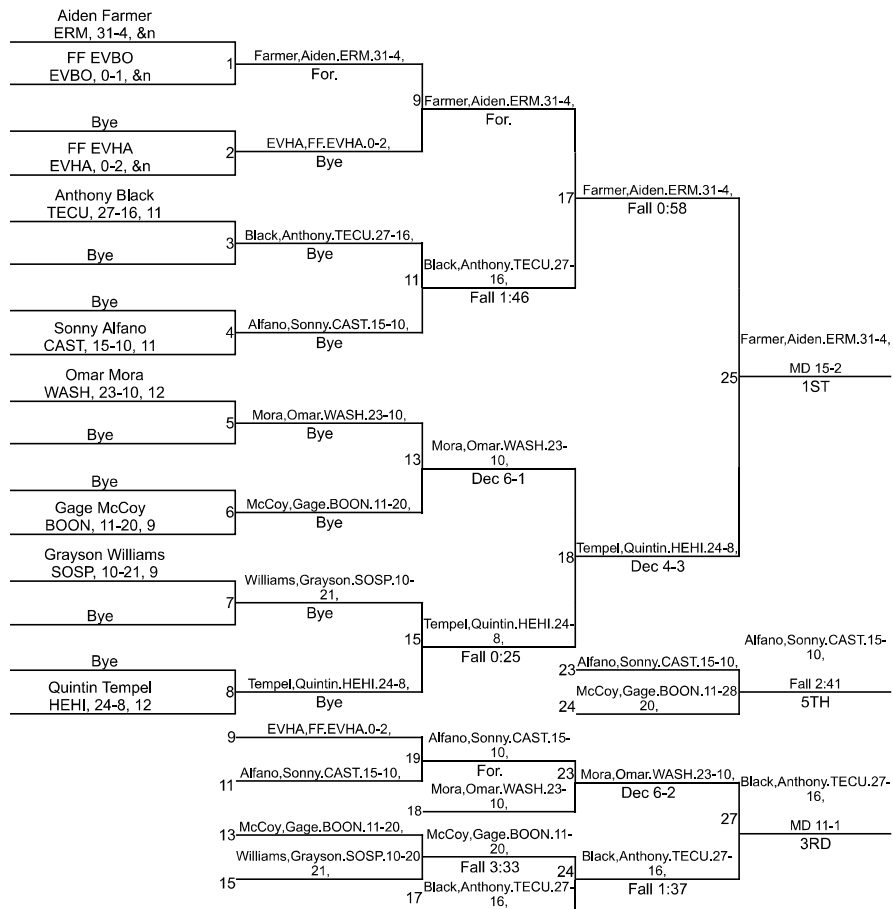 Aiden Farmer
ERM, 31-4, &n
FF EVBO
EVBO, 0-1, &n
1
Farmer,Aiden.ERM.31-4,
For.
Bye
FF EVHA
EVHA, 0-2, &n
2
EVHA,FF.EVHA.0-2,
Bye
9
Farmer,Aiden.ERM.31-4,
For.
Anthony Black
TECU, 27-16, 11
Bye
3
Black,Anthony.TECU.27-16,
Bye
Bye
Sonny Alfano
CAST, 15-10, 11
4
Alfano,Sonny.CAST.15-10,
Bye
11
Black,Anthony.TECU.27-
16,
Fall 1:46
17
Farmer,Aiden.ERM.31-4,
Fall 0:58
Omar Mora
WASH, 23-10, 12
Bye
5
Mora,Omar.WASH.23-10,
Bye
Bye
Gage McCoy
BOON, 11-20, 9
6
McCoy,Gage.BOON.11-20,
Bye
13
Mora,Omar.WASH.23-
10,
Dec 6-1
Grayson Williams
SOSP, 10-21, 9
Bye
7
Williams,Grayson.SOSP.10-
21,
Bye
Bye
Quintin Tempel
HEHI, 24-8, 12
8
Tempel,Quintin.HEHI.24-8,
Bye
15
Tempel,Quintin.HEHI.24-
8,
Fall 0:25
18
Tempel,Quintin.HEHI.24-8,
Dec 4-3
25
Farmer,Aiden.ERM.31-4,
MD 15-2
1ST
23
Alfano,Sonny.CAST.15-10,
24
McCoy,Gage.BOON.11-28
20,
Alfano,Sonny.CAST.15-
10,
Fall 2:41
5TH
9
EVHA,FF.EVHA.0-2,
11
Alfano,Sonny.CAST.15-10,
19
Alfano,Sonny.CAST.15-
10,
For.
18
Mora,Omar.WASH.23-
10,
23
Mora,Omar.WASH.23-10,
Dec 6-2
13
McCoy,Gage.BOON.11-20,
15
Williams,Grayson.SOSP.10-20
21,
McCoy,Gage.BOON.11-
20,
Fall 3:33
17
Black,Anthony.TECU.27-
16,
24
Black,Anthony.TECU.27-
16,
Fall 1:37
27
Black,Anthony.TECU.27-
16,
MD 11-1
3RD